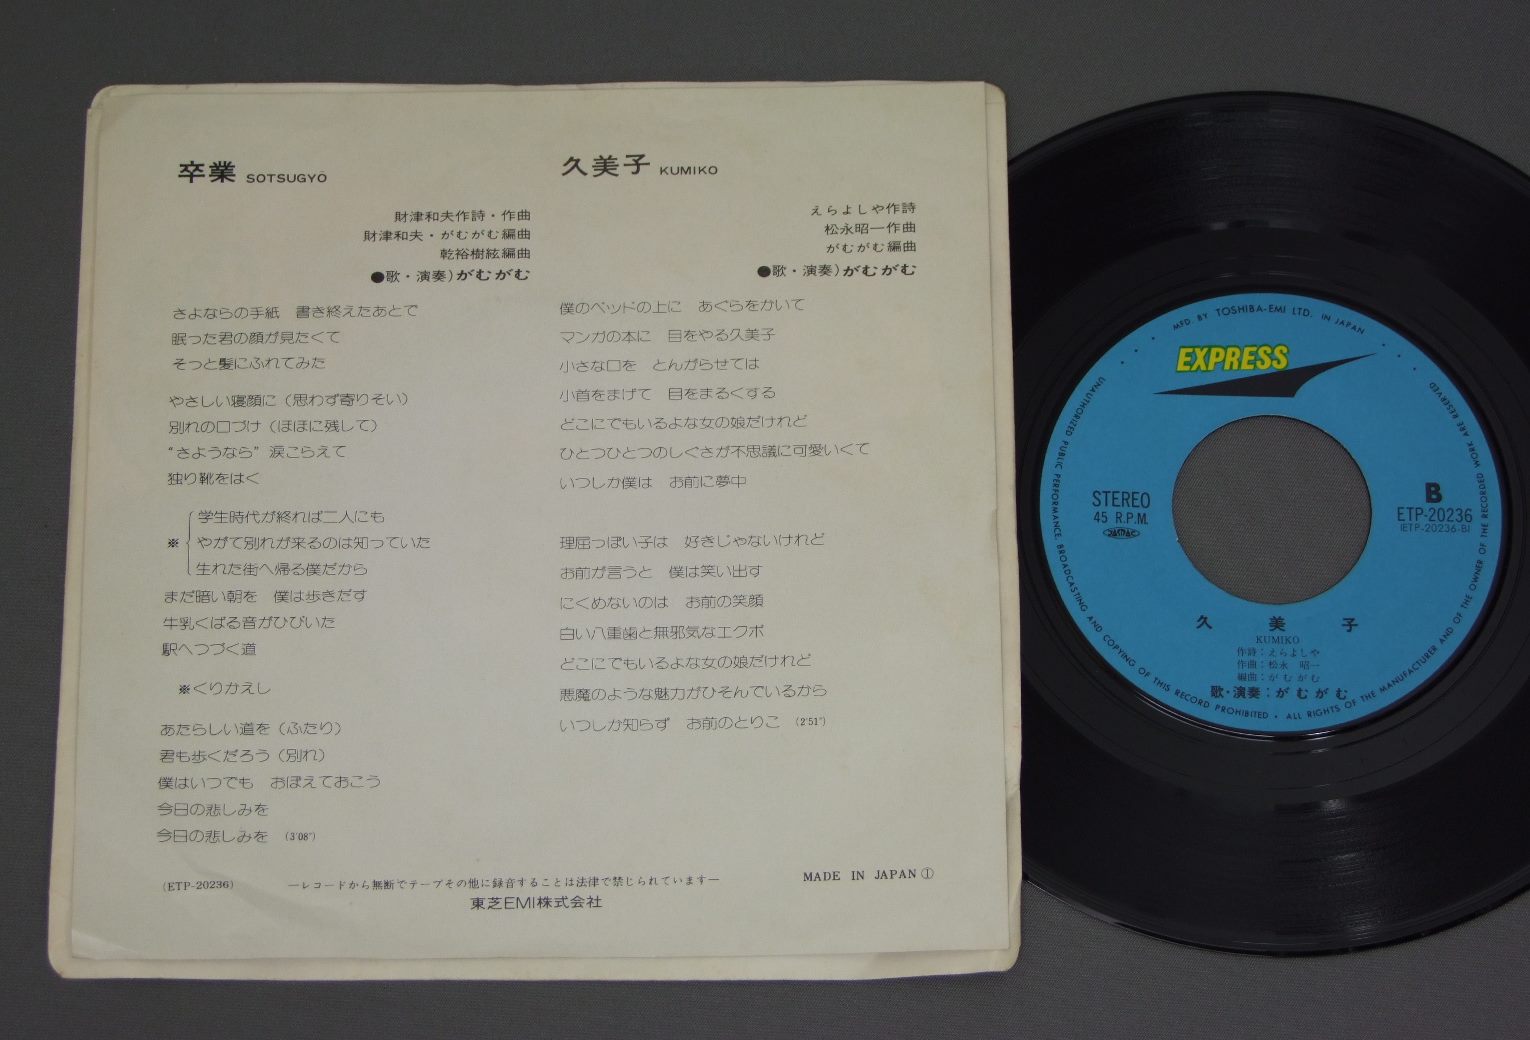 卒業 SOTSUGYŌ
財津和夫作詩・作曲
財津和夫・がむがむ編曲
乾裕樹絃編曲
●歌・演奏)がむがむ
さよならの手紙　書き終えたあとで
眠った君の顔が見たくて
そっと髪にふれてみた
やさしい寝顔に（思わず寄りそい）
別れの口づけ（ほほに残して）
“さようなら”涙こらえて
独り靴をはく
学生時代が終れば二人にも
※ やがて別れが来るのは知っていた
生れた街へ帰る僕だから
まだ暗い朝を　僕は歩きだす
牛乳くばる音がひびいた
駅へつづく道
※くりかえし
あたらしい道を（ふたり）
君も歩くだろう（別れ）
僕はいつでも　おぼえておこう
今日の悲しみを
今日の悲しみを　（3′08″）
久美子 KUMIKO
えらよしや作詩
松永昭一作曲
がむがむ編曲
●歌・演奏)がむがむ
僕のベッドの上に　あぐらをかいて
マンガの本に　目をやる久美子
小さな口を　とんがらせては
小首をまげて　目をまるくする
どこにでもいるよな女の娘だけれど
ひとつひとつのしぐさが不思議に可愛いくて
いつしか僕は　お前に夢中
理屈っぽい子は　好きじゃないけれど
お前が言うと　僕は笑い出す
にくめないのは　お前の笑顔
白い八重歯と無邪気なエクボ
どこにでもいるよな女の娘だけれど
悪魔のような魅力がひそんでいるから
いつしか知らず　お前のとりこ　（2′51″）
(ETP-20236)
―レコードから無断でテープその他に録音することは法律で禁じられています―
MADE IN JAPAN ①
東芝EMI株式会社
MFD. BY TOSHIBA-EMI LTD. IN JAPAN
EXPRESS
STEREO
45 R.P.M.
JASRAC
B
ETP-20236
(ETP-20236-B)
久美子
KUMIKO
作詩：えらよしや
作曲：松永 昭一
編曲：がむがむ
歌・演奏：がむがむ
UNAUTHORIZED PUBLIC PERFORMANCE, BROADCASTING AND COPYING OF THIS RECORD PROHIBITED • ALL RIGHTS OF THE MANUFACTURER AND OF THE OWNER OF THE RECORDED WORK ARE RESERVED